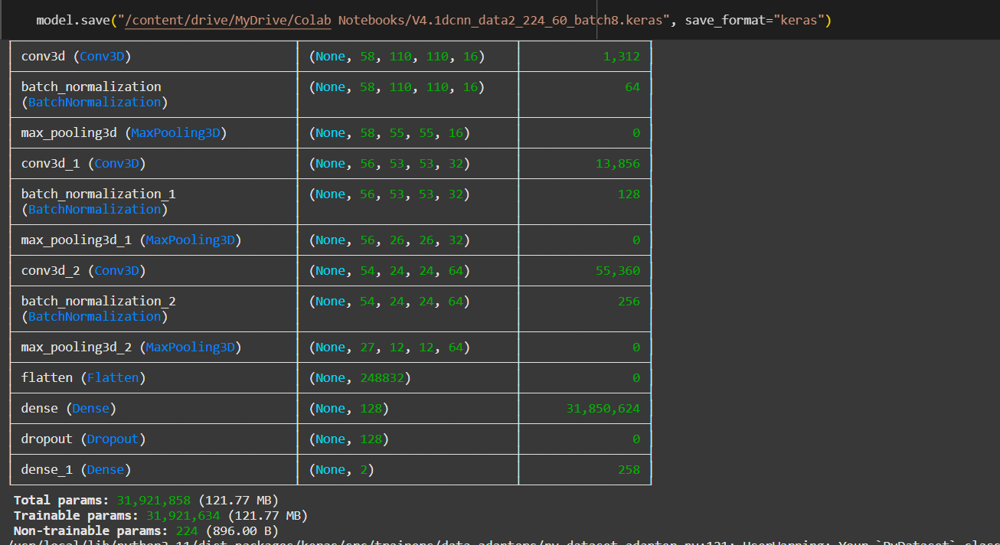 model.save("/content/drive/MyDrive/Colab Notebooks/V4.1dcnn_data2_224_60_batch8.keras", save_format="keras")
conv3d (Conv3D) (None, 58, 110, 110, 16) 1,312
batch_normalization (None, 58, 110, 110, 16) 64
(BatchNormalization)
max_pooling3d (MaxPooling3D) (None, 58, 55, 55, 16) 0
conv3d_1 (Conv3D) (None, 56, 53, 53, 32) 13,856
batch_normalization_1 (None, 56, 53, 53, 32) 128
(BatchNormalization)
max_pooling3d_1 (MaxPooling3D) (None, 56, 26, 26, 32) 0
conv3d_2 (Conv3D) (None, 54, 24, 24, 64) 55,360
batch_normalization_2 (None, 54, 24, 24, 64) 256
(BatchNormalization)
max_pooling3d_2 (MaxPooling3D) (None, 27, 12, 12, 64) 0
flatten (Flatten) (None, 248832) 0
dense (Dense) (None, 128) 31,850,624
dropout (Dropout) (None, 128) 0
dense_1 (Dense) (None, 2) 258
Total params: 31,921,858 (121.77 MB)
Trainable params: 31,921,634 (121.77 MB)
Non-trainable params: 224 (896.00 B)
/usr/local/lib/python3.11/dist-packages/keras/src/trainers/data_adapters/py_dataset_adapter.py:121: UserWarning: Your `PyDataset` class